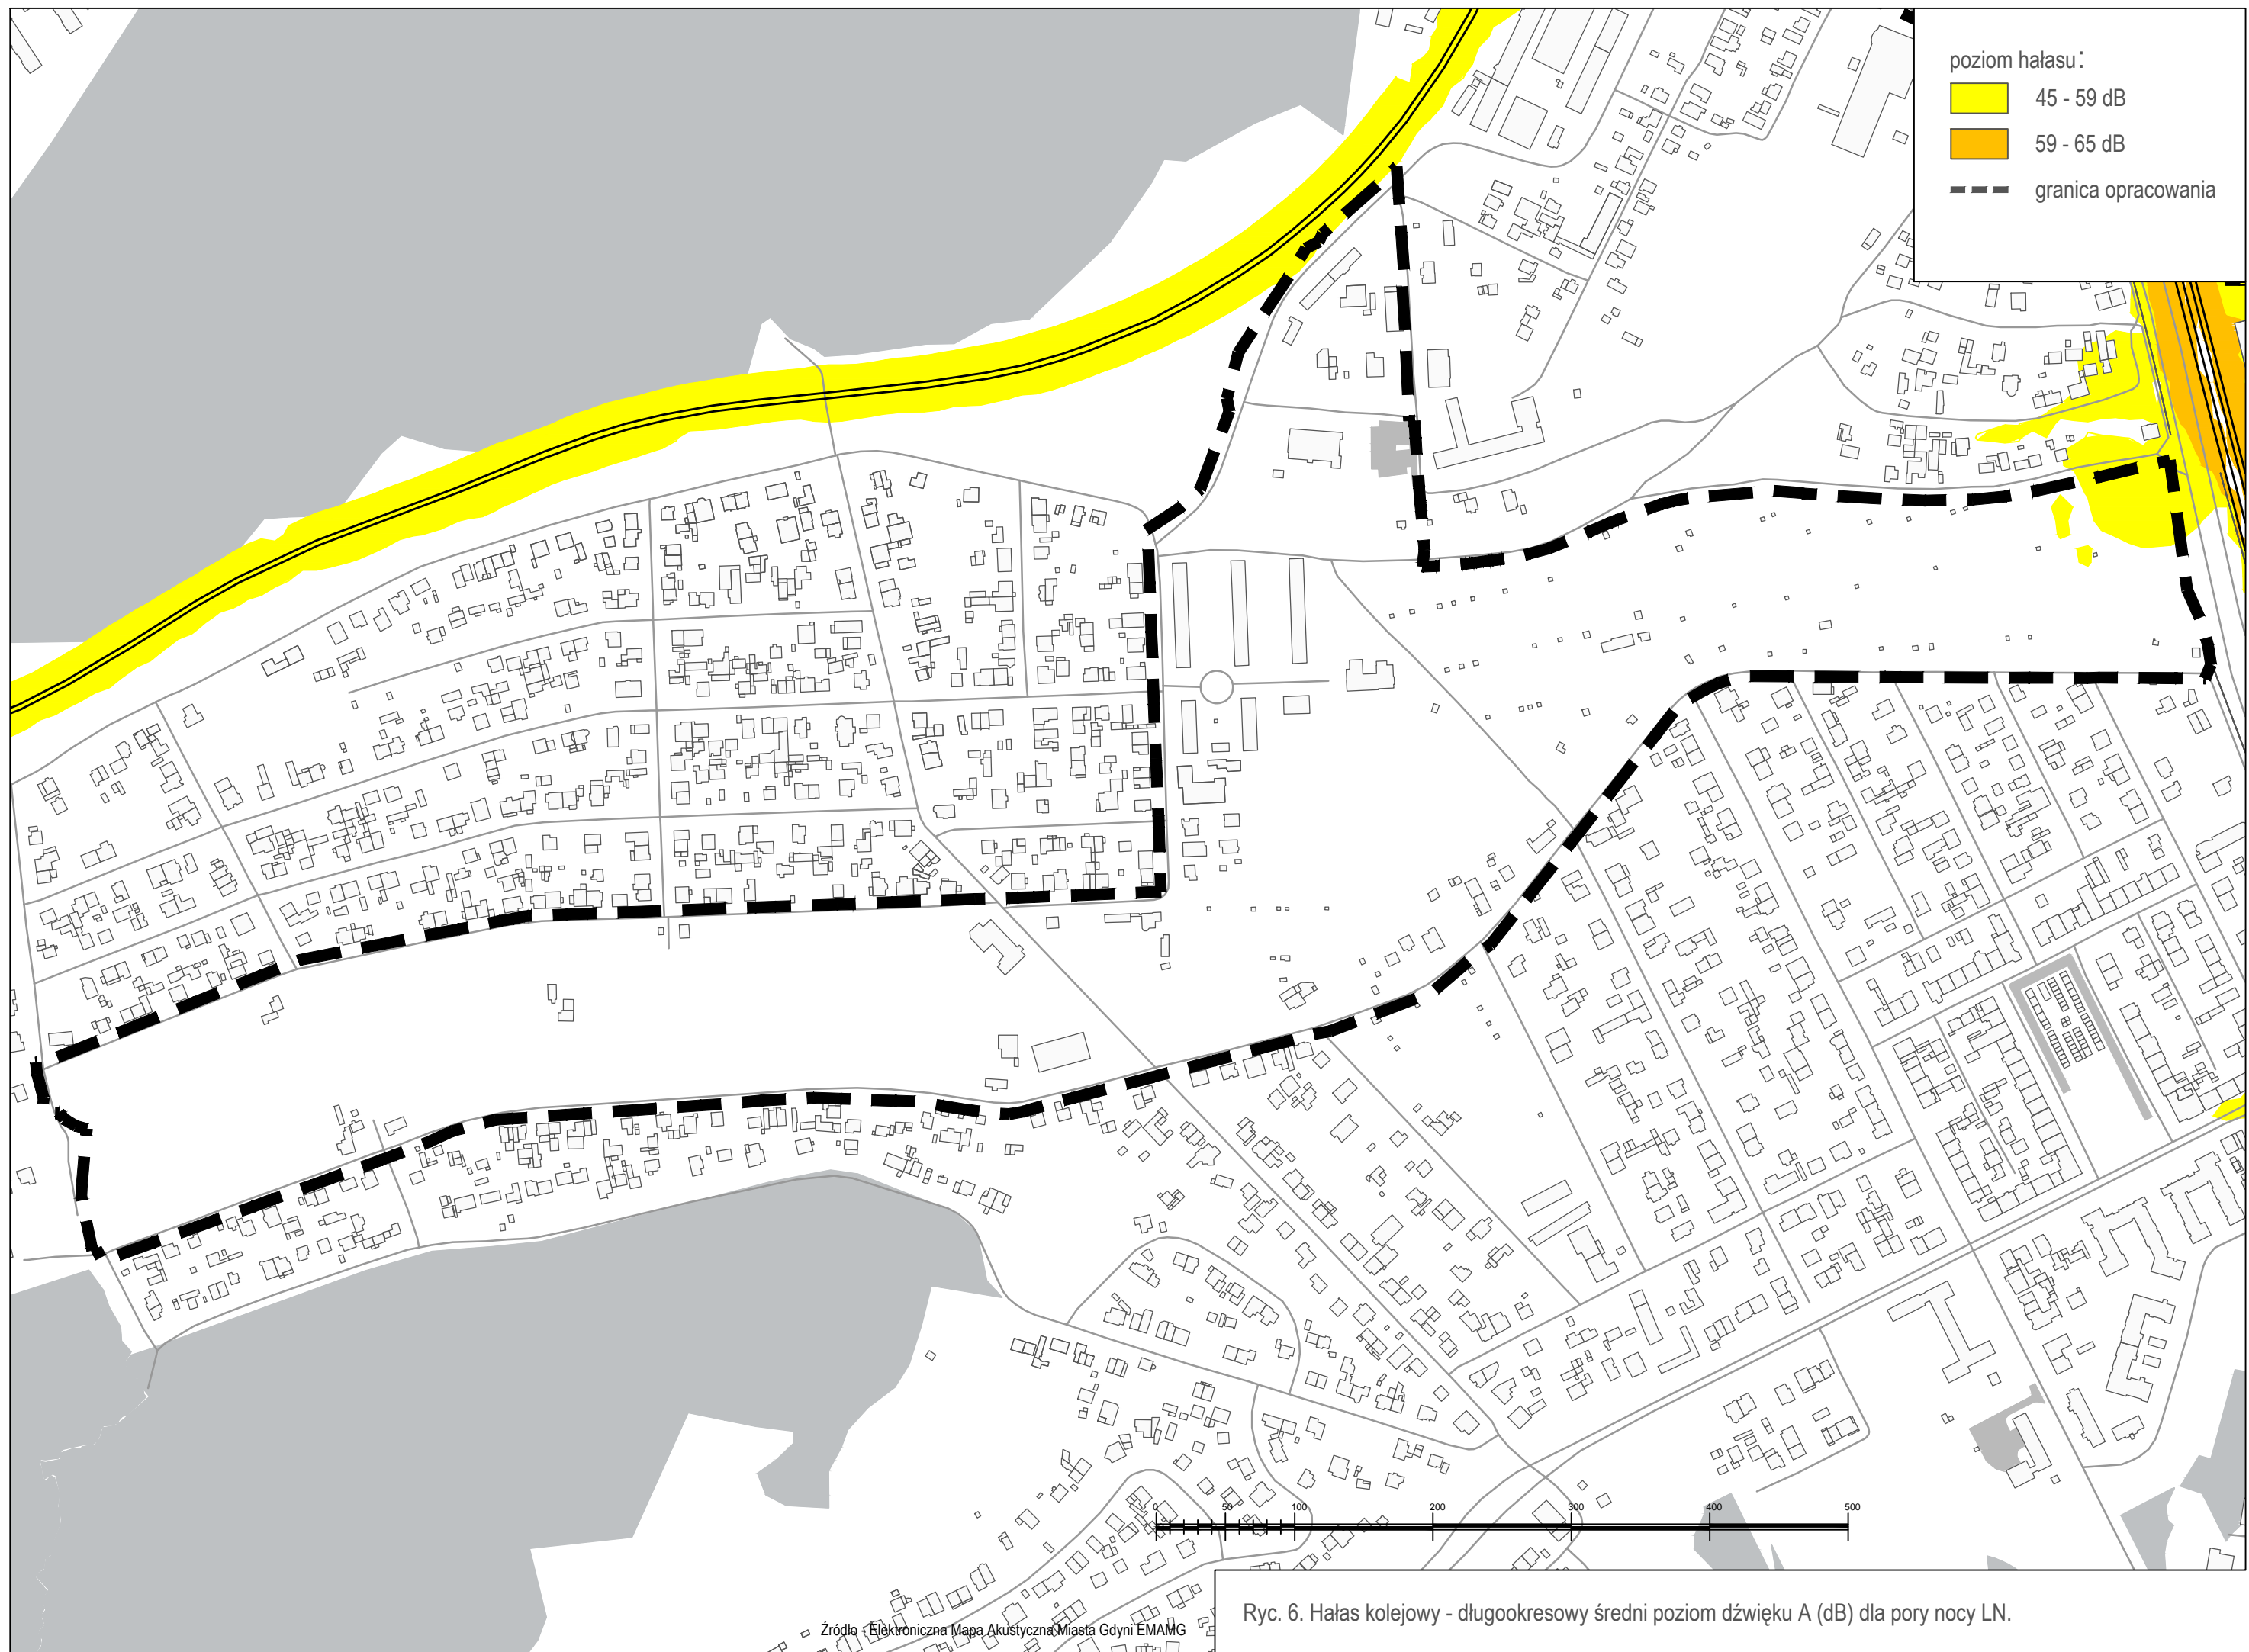 poziom hałasu:
45 - 59 dB
59 - 65 dB
granica opracowania
0 50 100 200 300 400 500
Ryc. 6. Hałas kolejowy - długookresowy średni poziom dźwięku A (dB) dla pory nocy LN.
Źródło - Elektroniczna Mapa Akustyczna Miasta Gdyni EMAMG